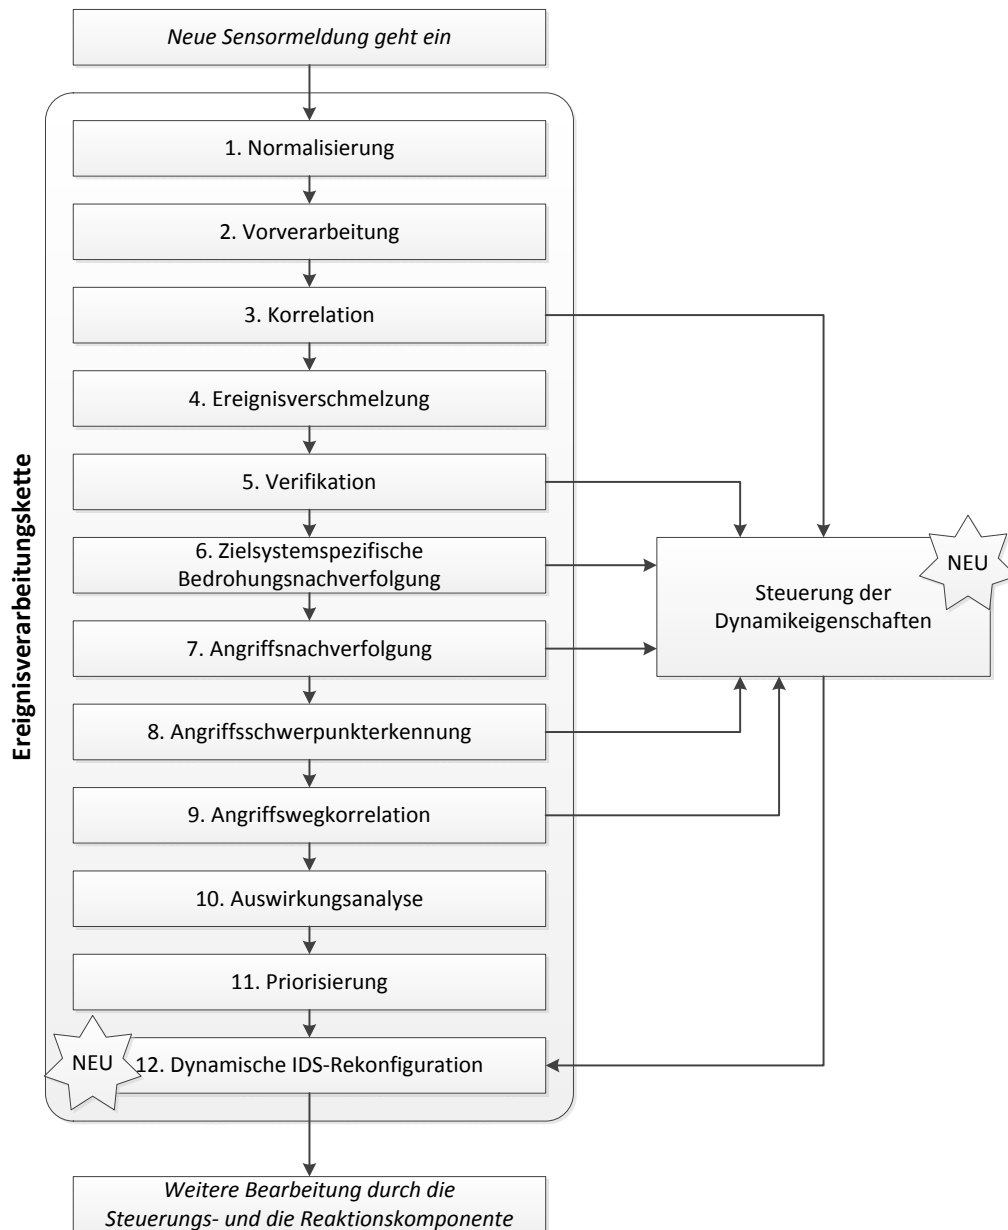 Neue Sensormeldung geht ein
Ereignisverarbeitungskette
1. Normalisierung
2. Vorverarbeitung
3. Korrelation
4. Ereignisverschmelzung
5. Verifikation
6. Zielsystemspezifische
Bedrohungsnachverfolgung
7. Angriffsnachverfolgung
8. Angriffsschwerpunkterkennung
9. Angriffswegkorrelation
10. Auswirkungsanalyse
11. Priorisierung
NEU
12. Dynamische IDS-Rekonfiguration
NEU
Steuerung der
Dynamikeigenschaften
Weitere Bearbeitung durch die
Steuerungs- und die Reaktionskomponente